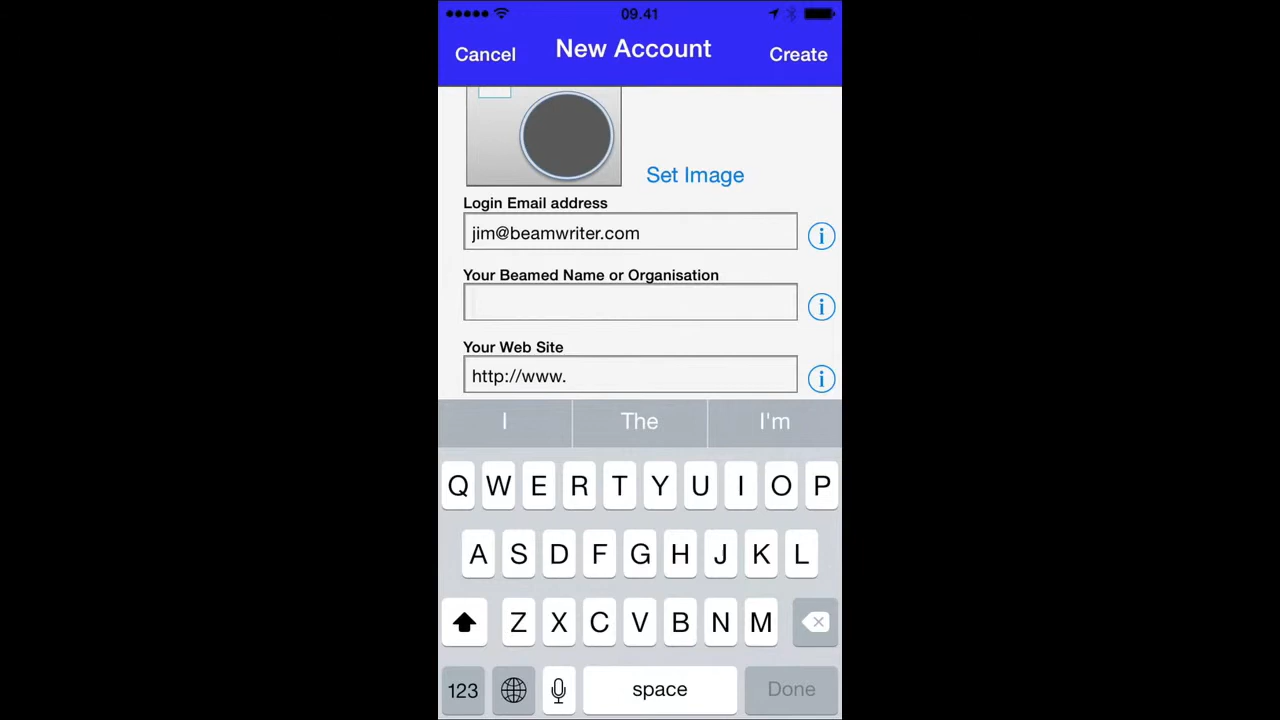 09.41
Cancel New Account Create
Set Image
Login Email address
jim@beamwriter.com
i
Your Beamed Name or Organisation
i
Your Web Site
http://www.
i
I The I'm
Q W E R T Y U I O P
A S D F G H J K L
Z X C V B N M
123 space Done